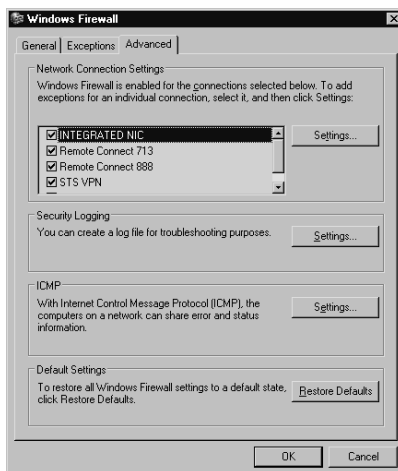 Windows Firewall
General
Exceptions
Advanced
Network Connection Settings
Windows Firewall is enabled for the connections selected below. To add
exceptions for an individual connection, select it, and then click Settings:
INTEGRATED NIC
Remote Connect 713
Remote Connect 888
STS VPN
Settings...
Security Logging
You can create a log file for troubleshooting purposes.
Settings...
ICMP
With Internet Control Message Protocol (ICMP), the
computers on a network can share error and status
information.
Settings...
Default Settings
To restore all Windows Firewall settings to a default state,
click Restore Defaults.
Restore Defaults
OK
Cancel